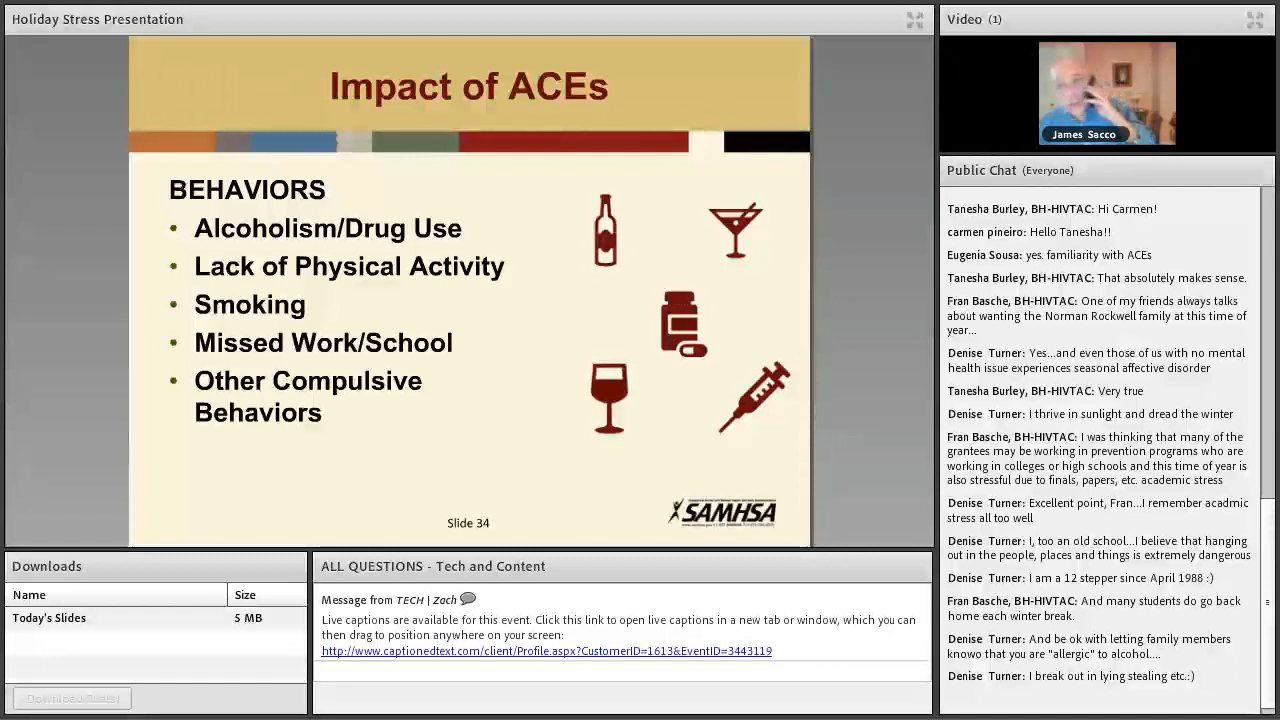 Holiday Stress Presentation
Impact of ACEs
BEHAVIORS
• Alcoholism/Drug Use
• Lack of Physical Activity
• Smoking
• Missed Work/School
• Other Compulsive
Behaviors
SAMHSA
Slide 34
Video (1)
James Sacco
Public Chat (Everyone)
Tanesha Burley, BH-HIVTAC: Hi Carmen!
carmen pineiro: Hello Tanesha!!
Eugenia Sousa: yes. familiarity with ACEs
Tanesha Burley, BH-HIVTAC: That absolutely makes sense.
Fran Basche, BH-HIVTAC: One of my friends always talks
about wanting the Norman Rockwell family at this time of
year...
Denise Turner: Yes...and even those of us with no mental
health issue experiences seasonal affective disorder
Tanesha Burley, BH-HIVTAC: Very true
Denise Turner: I thrive in sunlight and dread the winter
Fran Basche, BH-HIVTAC: I was thinking that many of the
grantees may be working in prevention programs who are
working in colleges or high schools and this time of year is
also stressful due to finals, papers, etc. academic stress
Denise Turner: Excellent point, Fran...I remember acadmic
stress all too well
Denise Turner: I, too an old school...I believe that hanging
out in the people, places and things is extremely dangerous
Denise Turner: I am a 12 stepper since April 1988 :)
Fran Basche, BH-HIVTAC: And many students do go back
home each winter break.
Denise Turner: And be ok with letting family members
knowo that you are "allergic" to alcohol....
Denise Turner: I break out in lying stealing etc.:)
Downloads
Name Size
Today's Slides 5 MB
ALL QUESTIONS - Tech and Content
Message from TECH | Zach
Live captions are available for this event. Click this link to open live captions in a new tab or window, which you can
then drag to position anywhere on your screen:
http://www.captionedtext.com/client/Profile.aspx?CustomerID=1613&EventID=3443119